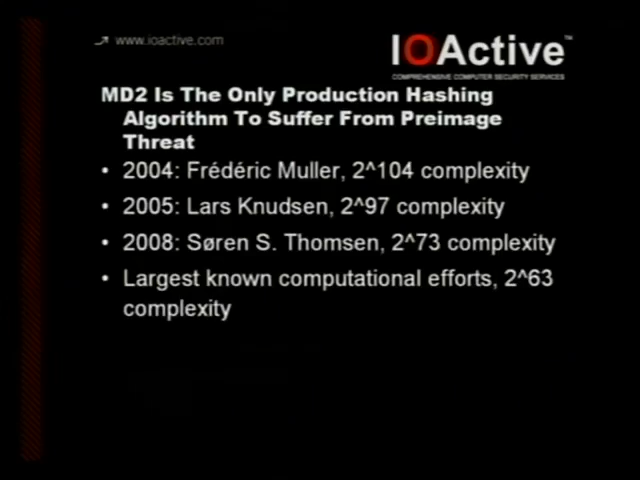 www.ioactive.com
IOActive™
COMPREHENSIVE COMPUTER SECURITY SERVICES
MD2 Is The Only Production Hashing
Algorithm To Suffer From Preimage
Threat
• 2004: Frédéric Muller, 2^104 complexity
• 2005: Lars Knudsen, 2^97 complexity
• 2008: Søren S. Thomsen, 2^73 complexity
• Largest known computational efforts, 2^63
complexity